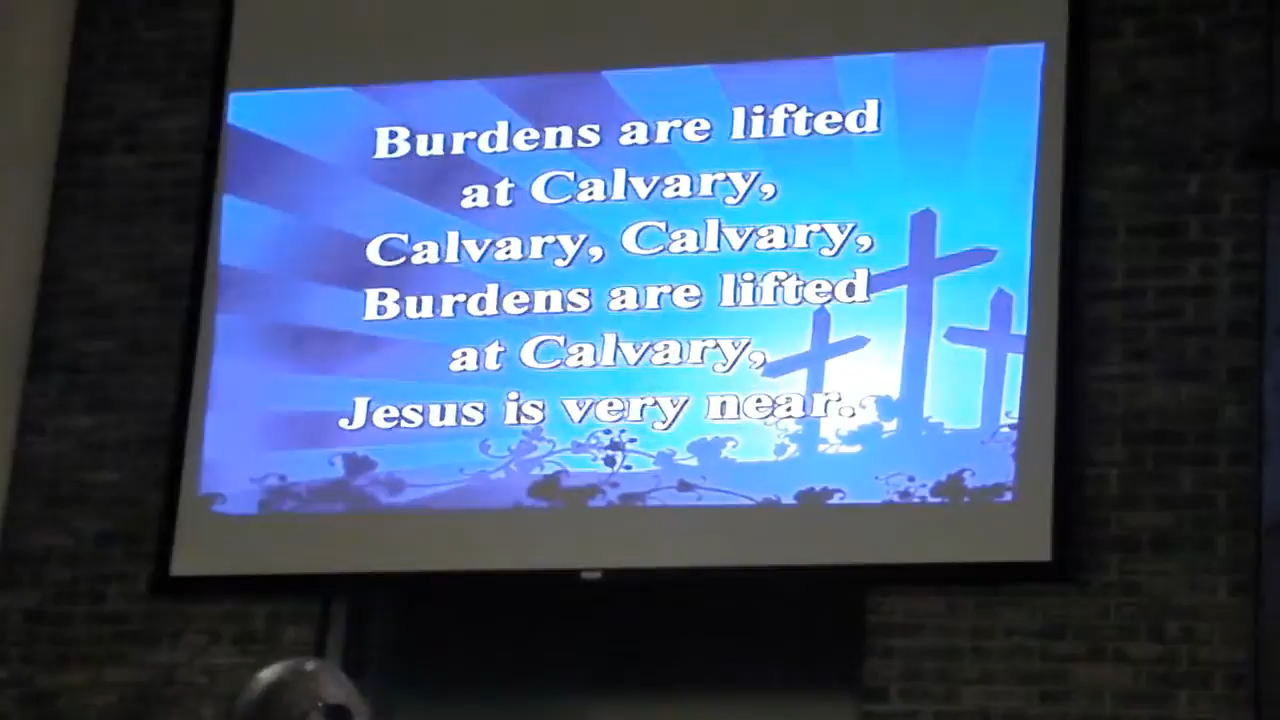 Burdens are lifted
at Calvary,
Calvary, Calvary,
Burdens are lifted
at Calvary,
Jesus is very near.